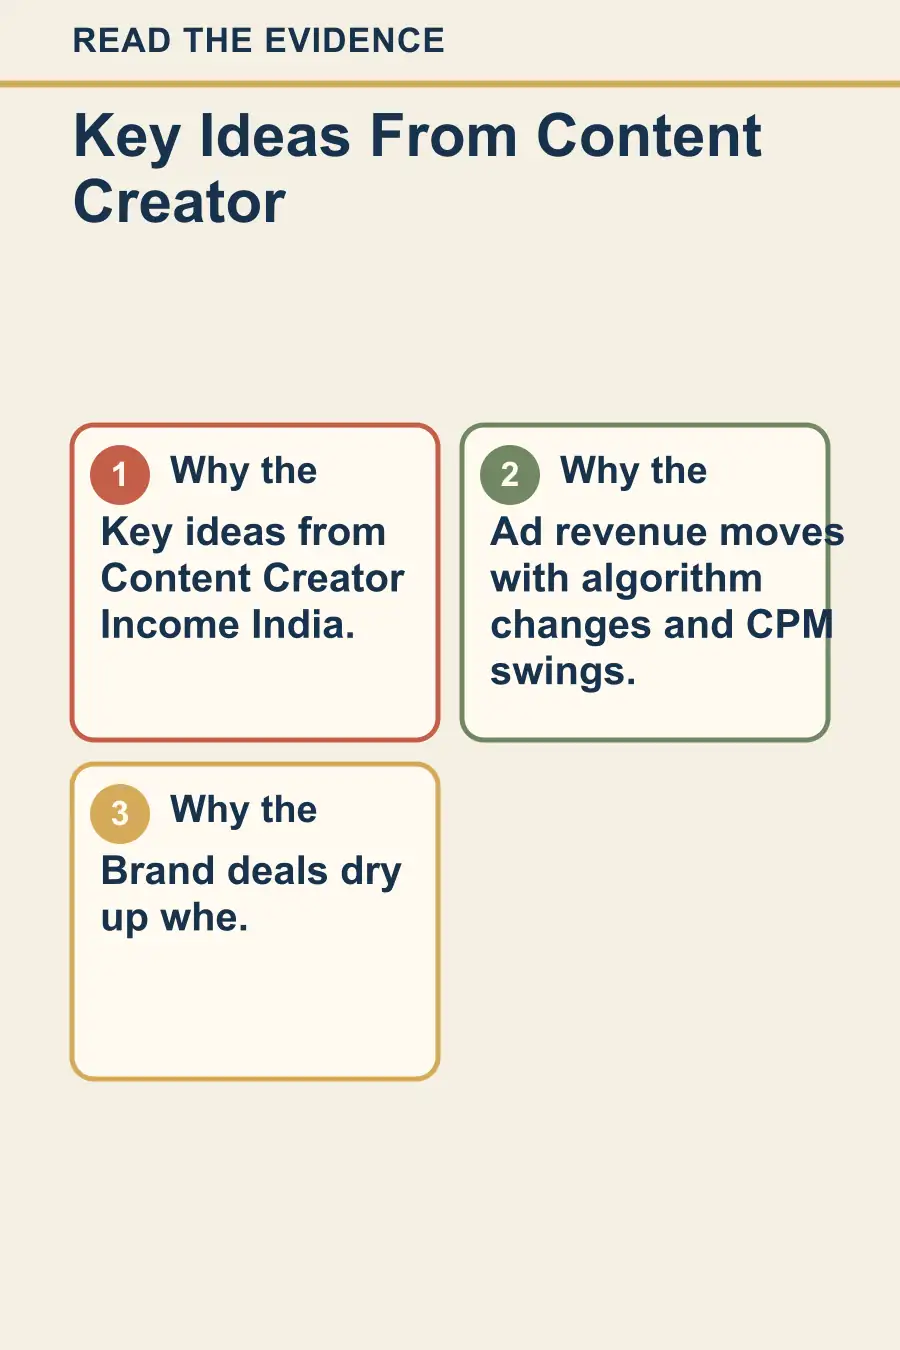 READ THE EVIDENCE
Key Ideas From Content
Creator
1 Why the
Key ideas from
Content Creator
Income India.
2 Why the
Ad revenue moves
with algorithm
changes and CPM
swings.
3 Why the
Brand deals dry
up whe.